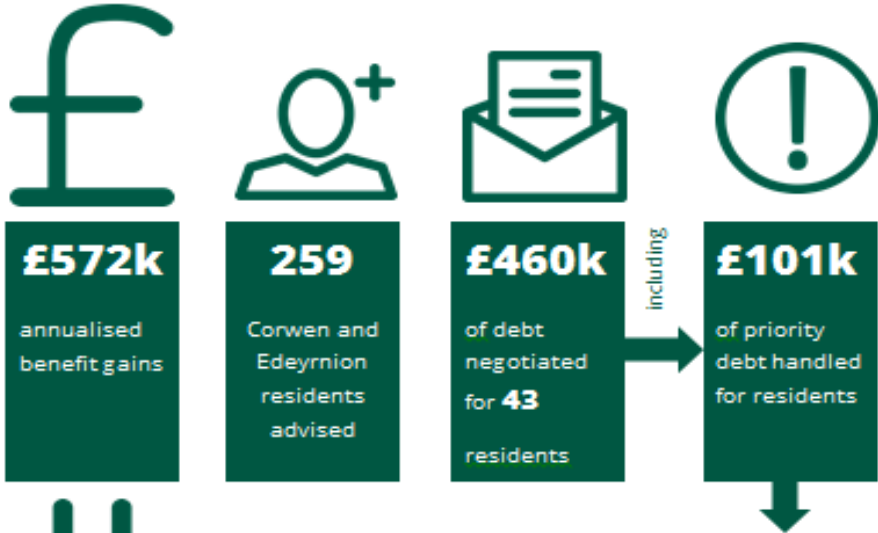 £572k
annualised
benefit gains
259
Corwen and
Edeyrnion
residents
advised
£460k
of debt
negotiated
for 43
residents
including
£101k
of priority
debt handled
for residents